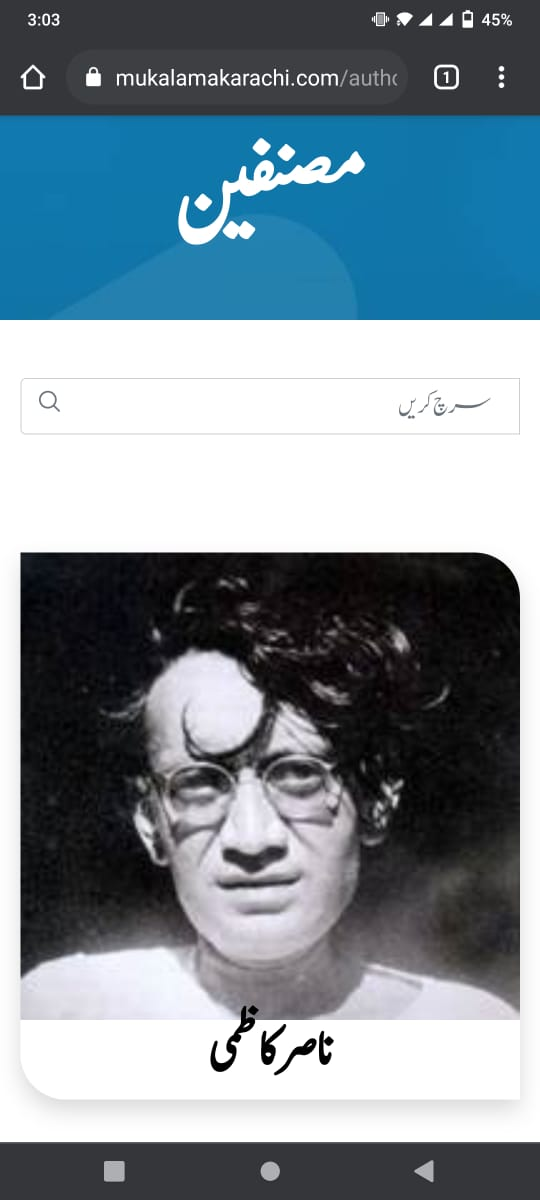 3:03 45%
mukalamakarachi.com/autho 1
مصنفین
سرچ کریں
ناصر کاظمی